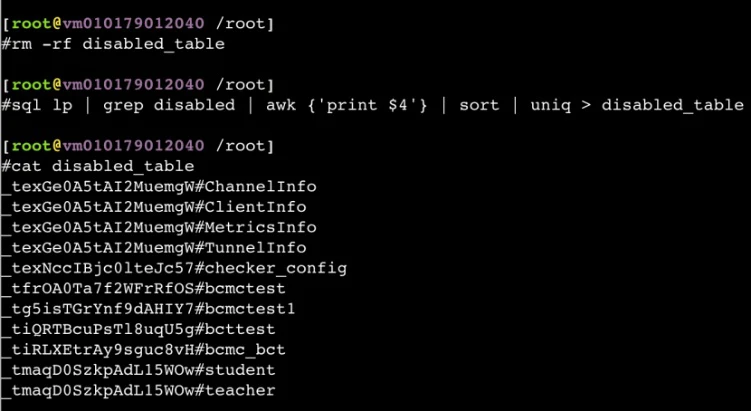 [root@vm010179012040 /root]
#rm -rf disabled_table
[root@vm010179012040 /root]
#sql lp | grep disabled | awk {'print $4'} | sort | uniq > disabled_table
[root@vm010179012040 /root]
#cat disabled_table
_texGe0A5tAI2MuemgW#ChannelInfo
_texGe0A5tAI2MuemgW#ClientInfo
_texGe0A5tAI2MuemgW#MetricsInfo
_texGe0A5tAI2MuemgW#TunnelInfo
_texNccIBjc0lteJc57#checker_config
_tfrOA0Ta7f2WFrRfOS#bcmctest
_tg5isTGrYnf9dAHIY7#bcmctest1
_tiQRTBcuPsTl8uqU5g#bcttest
_tiRLXEtrAy9sguc8vH#bcmc_bct
_tmaqD0SzkpAdL15WOw#student
_tmaqD0SzkpAdL15WOw#teacher